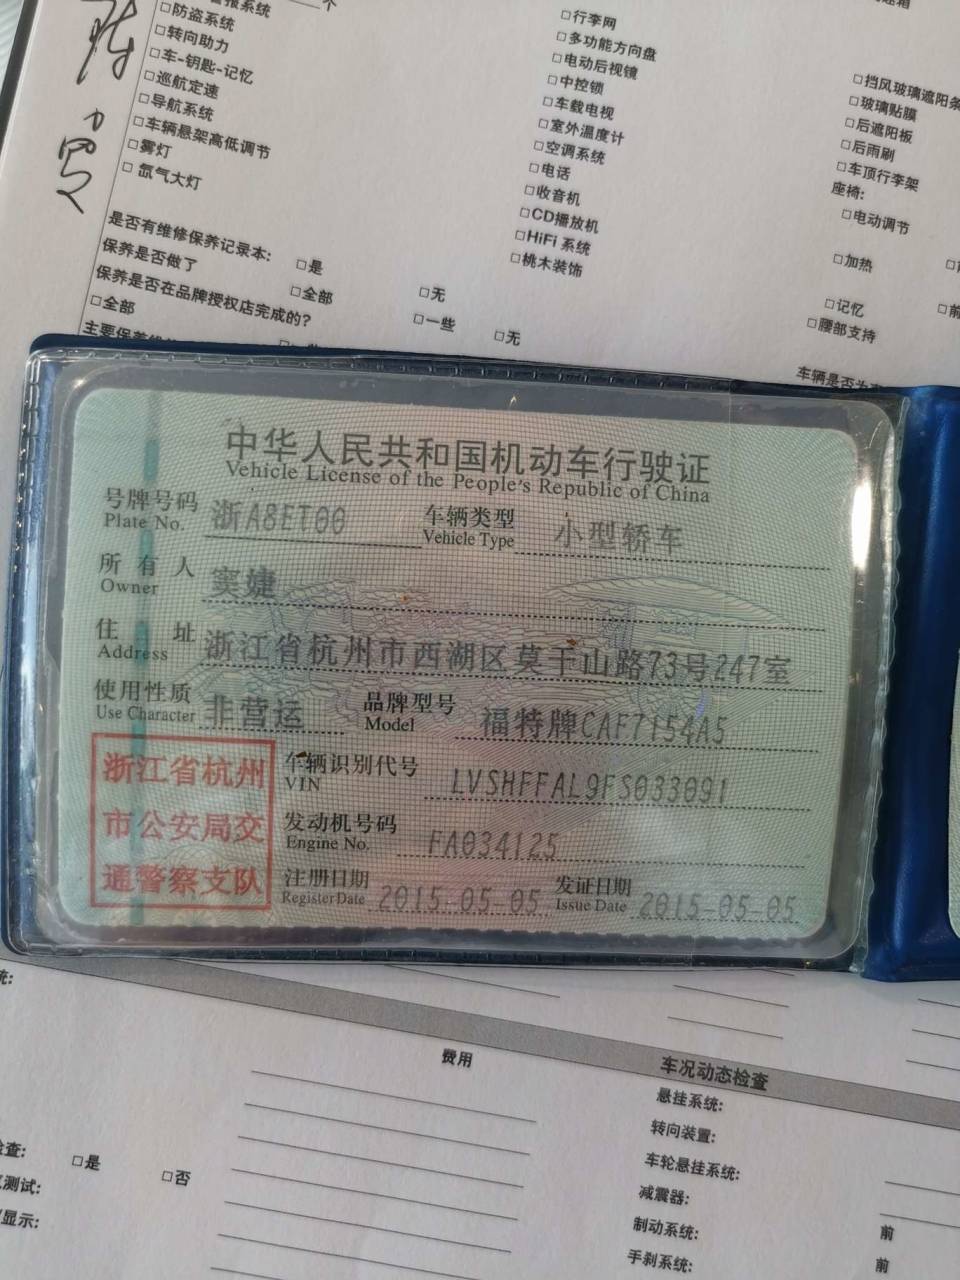 个
□防盗系统
□转向助力
□车-钥匙-记忆
□巡航定速
□导航系统
□车辆悬架高低调节
□雾灯
□氙气大灯
□行李网
□多功能方向盘
□电动后视镜
□中控锁
□车载电视
□室外温度计
□空调系统
□电话
□收音机
□CD播放机
□HiFi 系统
□桃木装饰
□挡风玻璃遮阳条
□玻璃贴膜
□后遮阳板
□后雨刷
□车顶行李架
座椅:
□电动调节
□加热
□记忆 □前
□腰部支持
是否有维修保养记录本: □是 □无
保养是否做了 □全部 □一些 □无
保养是否在品牌授权店完成的?
□全部
主要保养
车辆是否为
中华人民共和国机动车行驶证
Vehicle License of the People's Republic of China
号牌号码 浙A8ET00 车辆类型 小型轿车
Plate No. Vehicle Type
所有人 窦婕
Owner
住址 浙江省杭州市西湖区莫干山路73号247室
Address
使用性质 非营运 品牌型号 福特牌CAF7154A5
Use Character Model
浙江省杭州
市公安局交
通警察支队
车辆识别代号 LVSHFFAL9FS033091
VIN
发动机号码 FA034125
Engine No.
注册日期 2015-05-05 发证日期 2015-05-05
Register Date Issue Date
统:
费用
车况动态检查
悬挂系统:
转向装置:
车轮悬挂系统:
减震器:
制动系统: 前
手刹系统: 前
检查: □是 □否
测试:
显示: